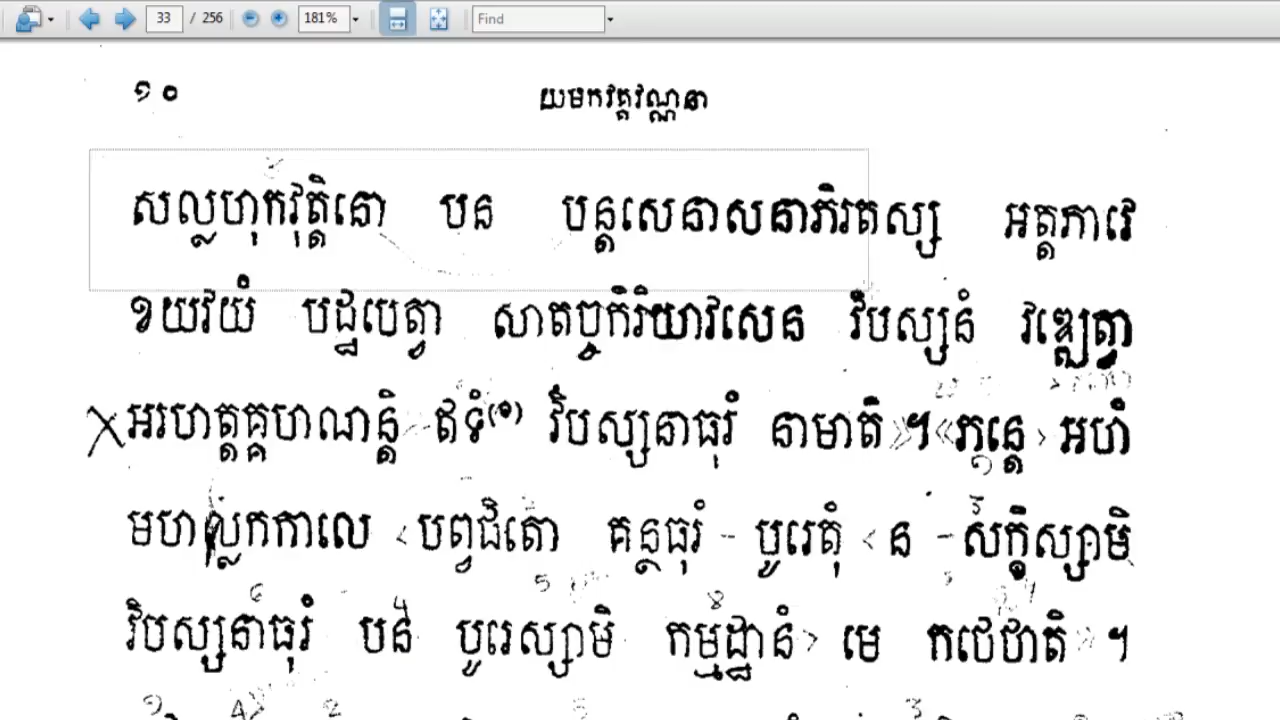 33 / 256 181% Find
១០ យមកវគ្គវណ្ណនា
សល្លហុកវុត្តិនោ បន បន្តសេនាសនាភិរតស្ស អត្តភាវេ
ខយវយំ បដ្ឋបេត្វា សាតច្ចកិរិយាវសេន វិបស្សនំ វឌ្ឍេត្វា
អរហត្តគ្គហណន្តិ ឥទំ(១) វិបស្សនាធុរំ នាមាតិ ។ ភន្តេ អហំ
មហល្លកកាលេ បព្វជិតោ គន្ថធុរំ បូរេតុំ ន សក្ខិស្សាមិ
វិបស្សនាធុរំ បន បូរេស្សាមិ កម្មដ្ឋានំ មេ កថេថាតិ ។